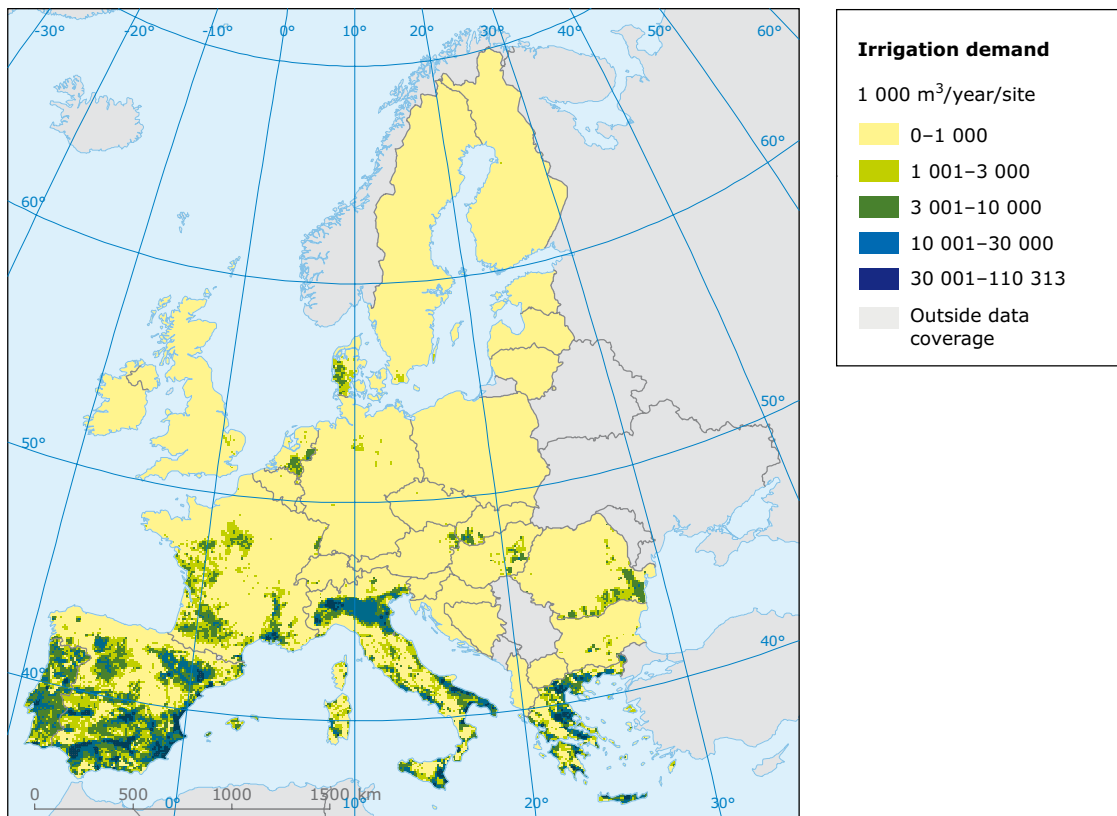 -30° -20° -10° 0° 10° 20° 30° 40° 50° 60°
60°
60°
50°
50°
40°
40°
0 500 1000 1500 km
0° 10° 20° 30°
Irrigation demand
1 000 m³/year/site
0–1 000
1 001–3 000
3 001–10 000
10 001–30 000
30 001–110 313
Outside data
coverage